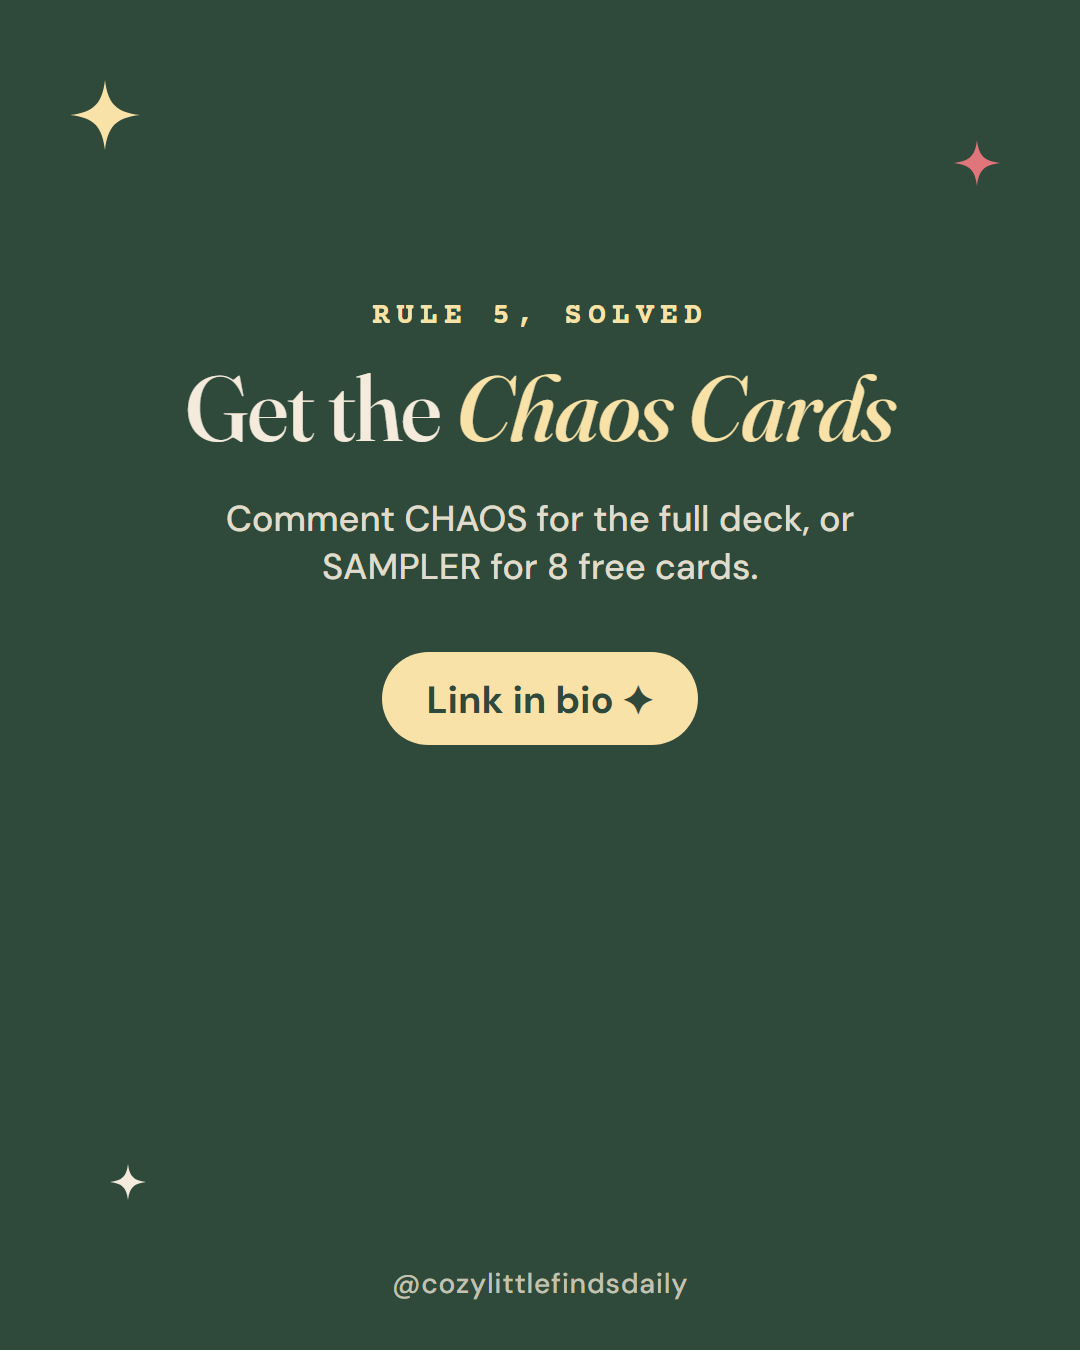 RULE 5, SOLVED
Get the Chaos Cards
Comment CHAOS for the full deck, or
SAMPLER for 8 free cards.
Link in bio ✦
@cozylittlefindsdaily